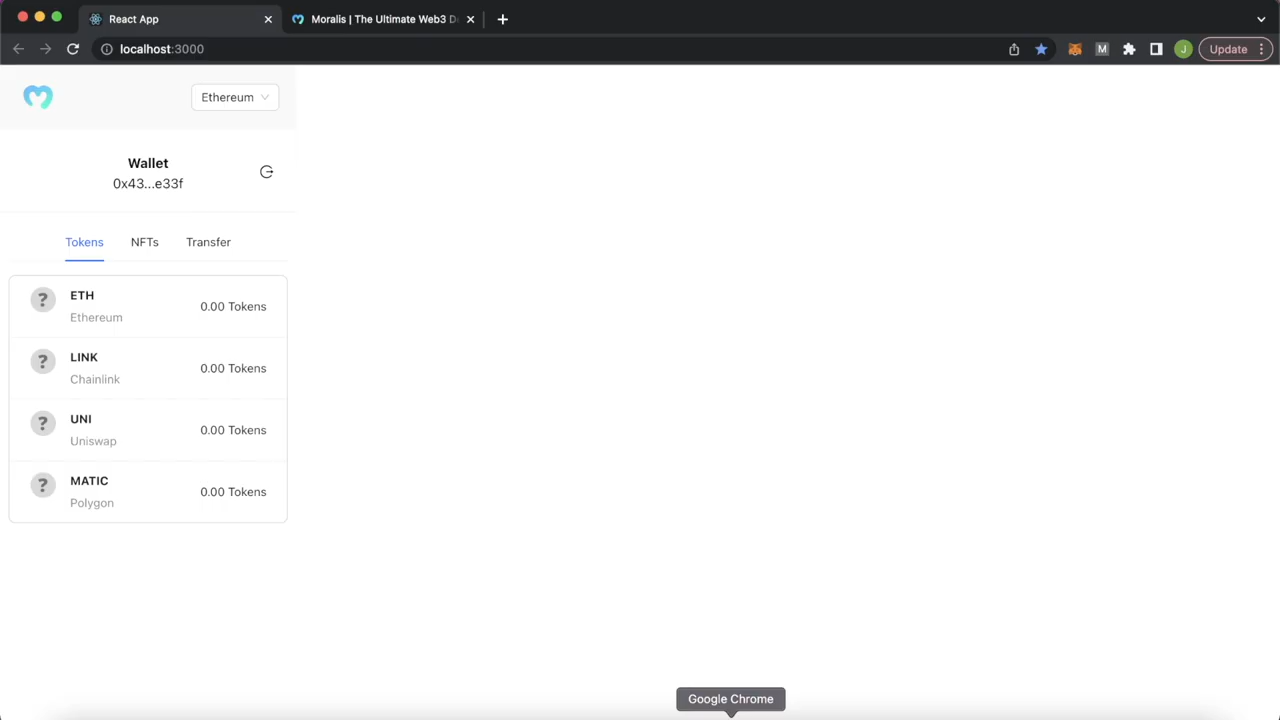 React App
Moralis | The Ultimate Web3 D
localhost:3000
M
J
Update
Ethereum
Wallet
0x43...e33f
Tokens
NFTs
Transfer
?
ETH
Ethereum
0.00 Tokens
?
LINK
Chainlink
0.00 Tokens
?
UNI
Uniswap
0.00 Tokens
?
MATIC
Polygon
0.00 Tokens
Google Chrome